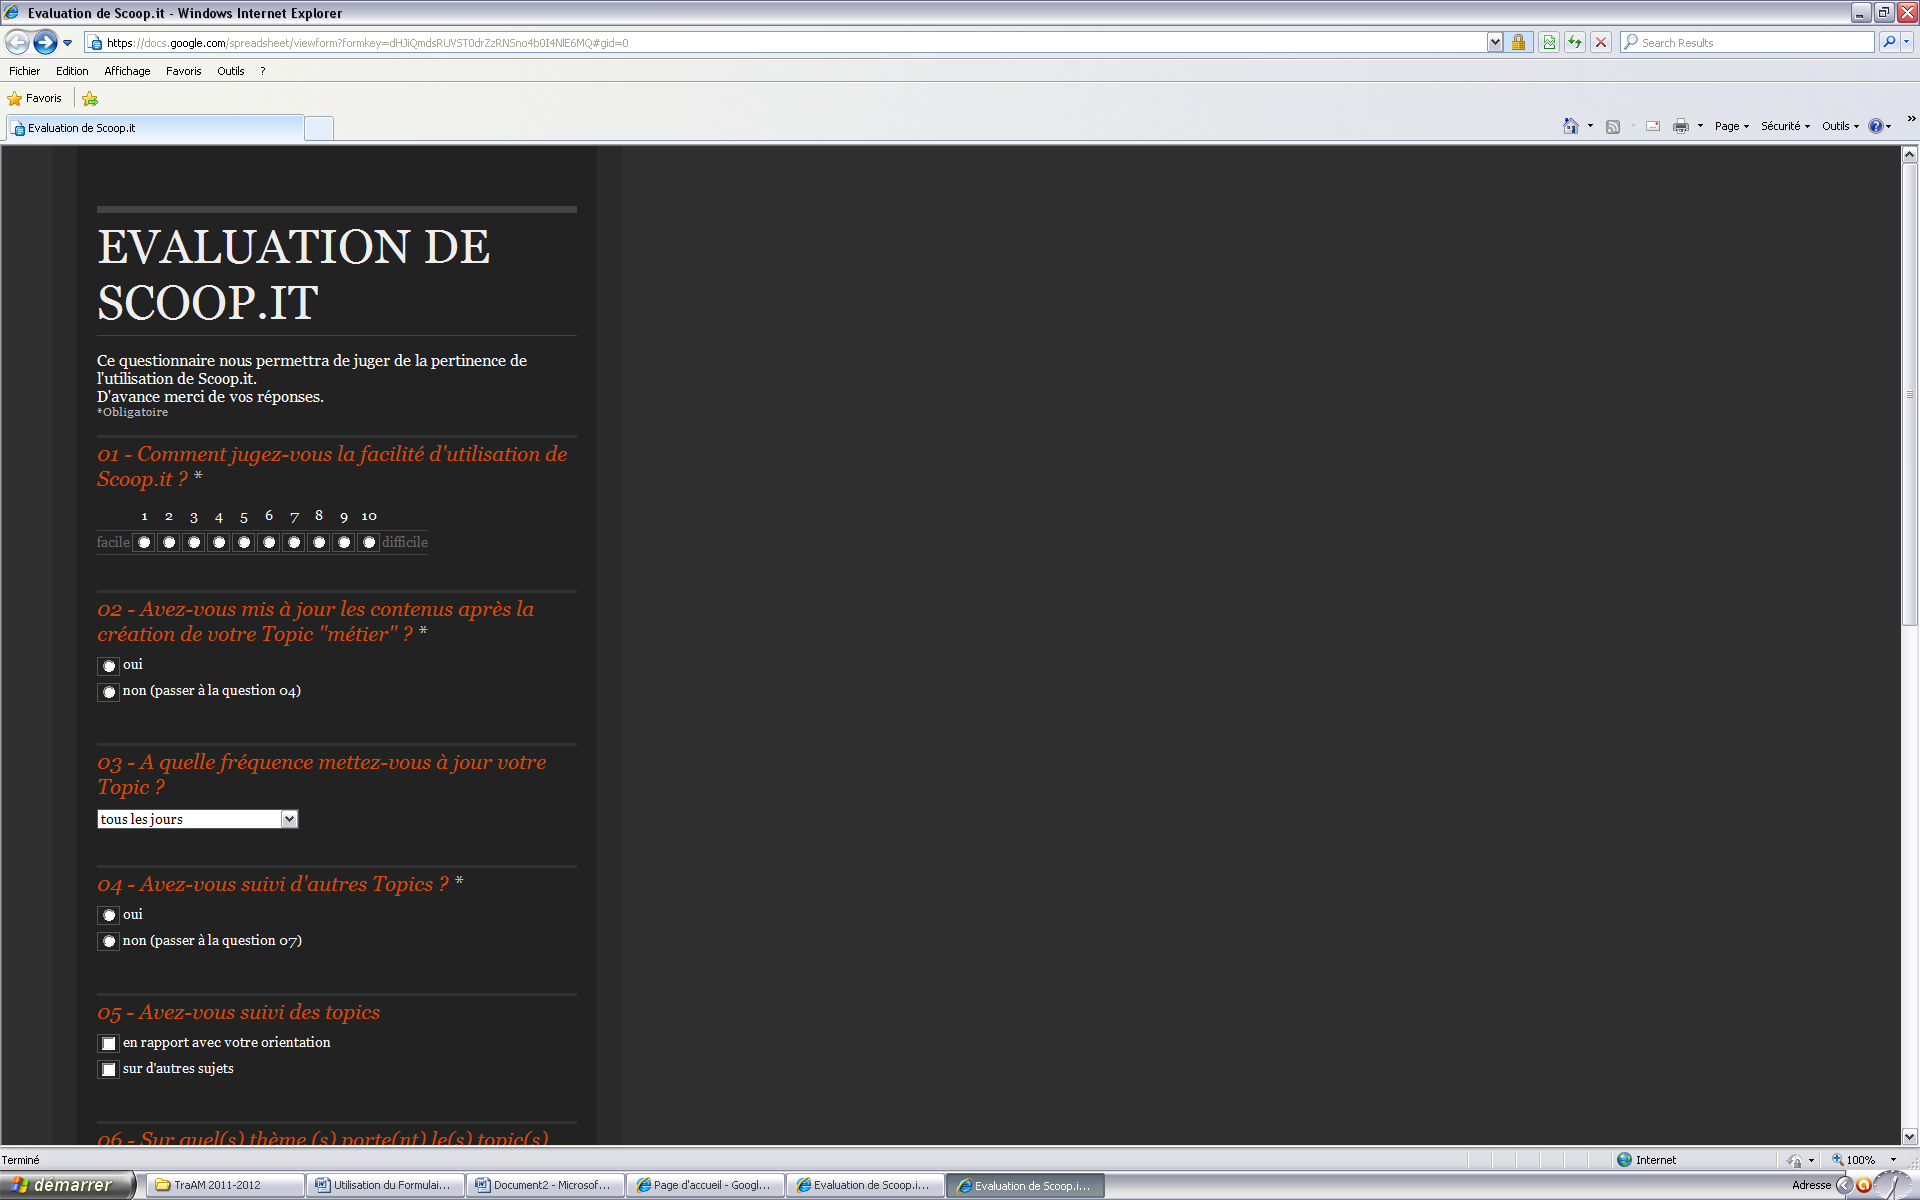 Evaluation de Scoop.it - Windows Internet Explorer
https://docs.google.com/spreadsheet/viewform?formkey=dHJiQmdsRUVST0drZzRNSno4b0I4NlE6MQ#gid=0
Search Results
Fichier Edition Affichage Favoris Outils ?
Favoris
Evaluation de Scoop.it
Page Sécurité Outils »
EVALUATION DE
SCOOP.IT
Ce questionnaire nous permettra de juger de la pertinence de
l'utilisation de Scoop.it.
D'avance merci de vos réponses.
*Obligatoire
01 - Comment jugez-vous la facilité d'utilisation de
Scoop.it ? *
1 2 3 4 5 6 7 8 9 10
facile difficile
02 - Avez-vous mis à jour les contenus après la
création de votre Topic "métier" ? *
oui
non (passer à la question 04)
03 - A quelle fréquence mettez-vous à jour votre
Topic ?
tous les jours
04 - Avez-vous suivi d'autres Topics ? *
oui
non (passer à la question 07)
05 - Avez-vous suivi des topics
en rapport avec votre orientation
sur d'autres sujets
06 - Sur quel(s) thème (s) porte(nt) le(s) topic(s)
Terminé
Internet
100%
démarrer
TraAM 2011-2012
Utilisation du Formulai...
Document2 - Microsof...
Page d'accueil - Googl...
Evaluation de Scoop.i...
Evaluation de Scoop.i...
Adresse